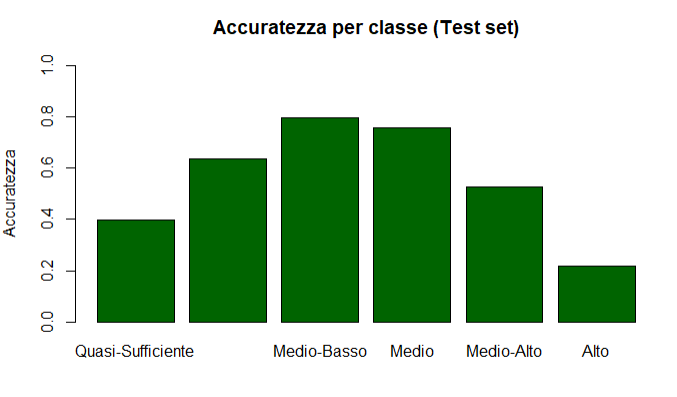 Accuratezza per classe (Test set)
Accuratezza
1.0
0.8
0.6
0.4
0.2
0.0
Quasi-Sufficiente Medio-Basso Medio Medio-Alto Alto